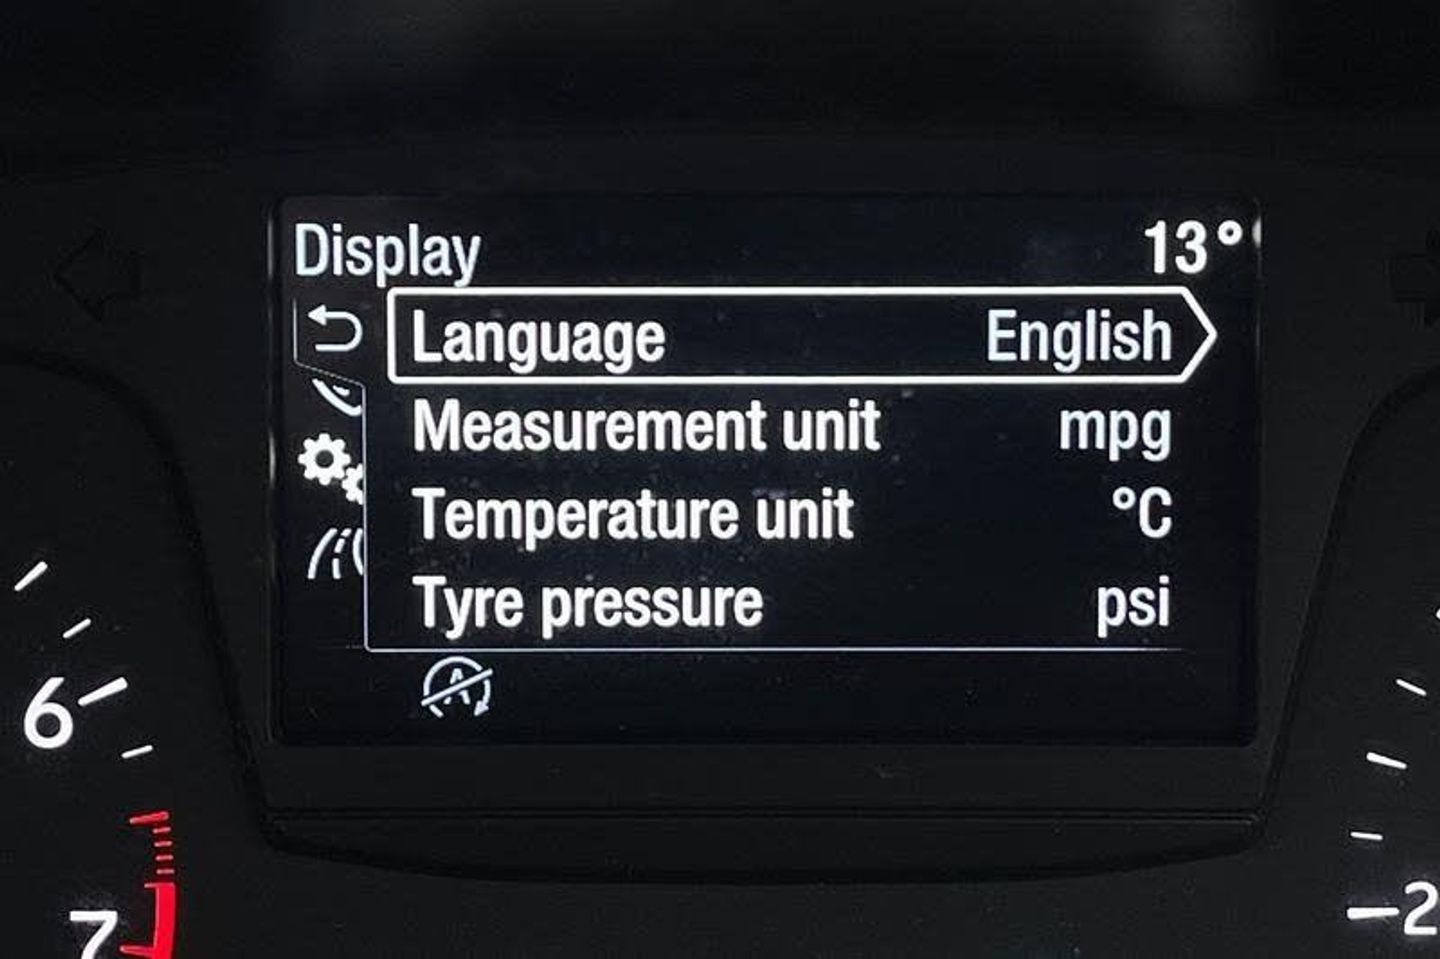 Display 13°
Language English
Measurement unit mpg
Temperature unit °C
Tyre pressure psi
A
6
7
2